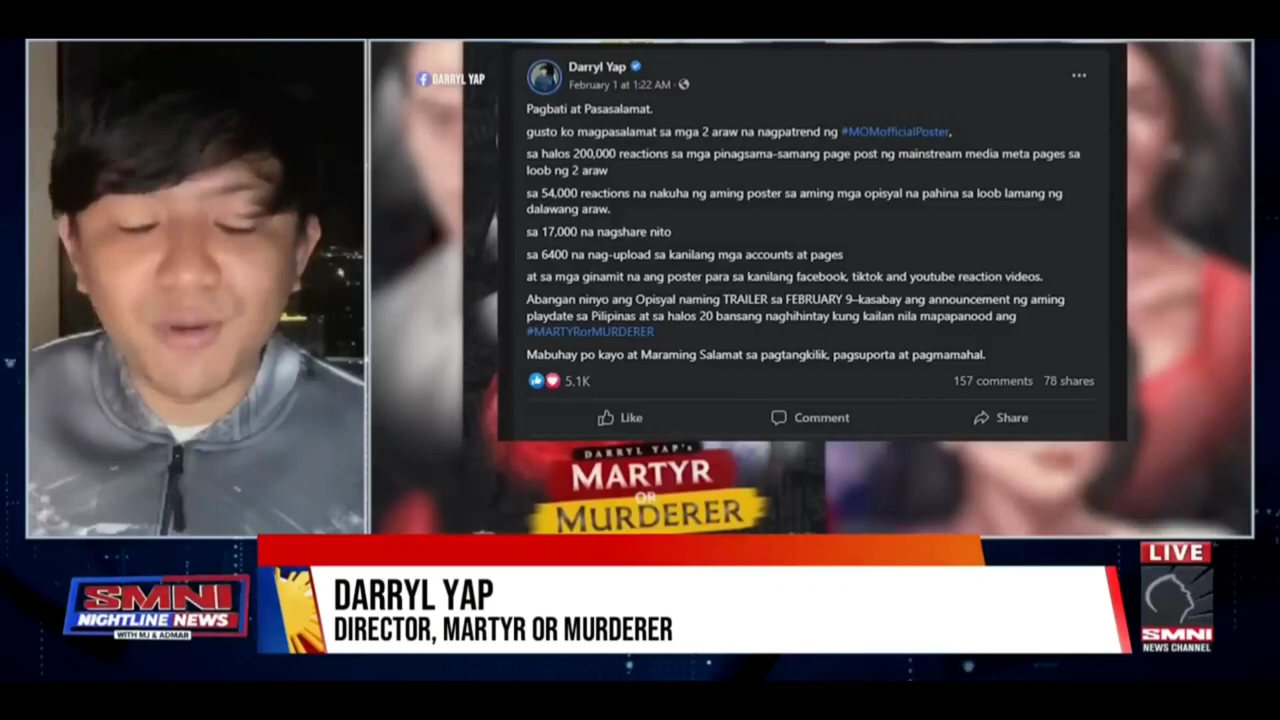 DARRYL YAP
Darryl Yap
February 1 at 1:22 AM
Pagbati at Pasasalamat.
gusto ko magpasalamat sa mga 2 araw na nagpatrend ng #MOMofficialPoster,
sa halos 200,000 reactions sa mga pinagsama-samang page post ng mainstream media meta pages sa
loob ng 2 araw
sa 54,000 reactions na nakuha ng aming poster sa aming mga opisyal na pahina sa loob lamang ng
dalawang araw.
sa 17,000 na nagshare nito
sa 6400 na nag-upload sa kanilang mga accounts at pages
at sa mga ginamit na ang poster para sa kanilang facebook, tiktok and youtube reaction videos.
Abangan ninyo ang Opisyal naming TRAILER sa FEBRUARY 9–kasabay ang announcement ng aming
playdate sa Pilipinas at sa halos 20 bansang naghihintay kung kailan nila mapapanood ang
#MARTYRorMURDERER
Mabuhay po kayo at Maraming Salamat sa pagtangkilik, pagsuporta at pagmamahal.
5.1K
157 comments 78 shares
Like Comment Share
DARRYL YAP's
MARTYR
OR
MURDERER
LIVE
SMNI
NEWS CHANNEL
SMNI
NIGHTLINE NEWS
WITH MJ & ADMAR
DARRYL YAP
DIRECTOR, MARTYR OR MURDERER